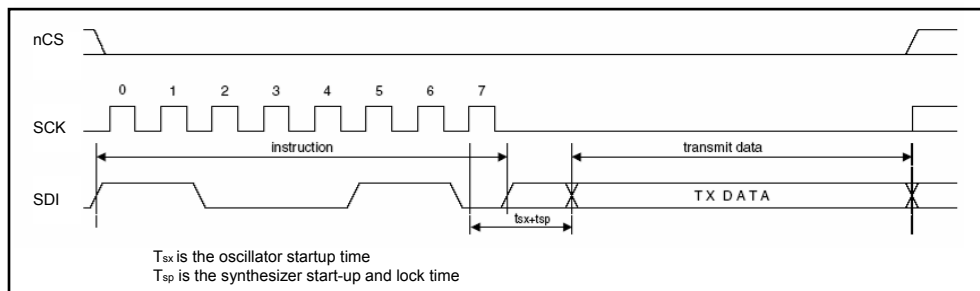 nCS
0 1 2 3 4 5 6 7
SCK
instruction
transmit data
SDI
TX DATA
tsx+tsp
Tsx is the oscillator startup time
Tsp is the synthesizer start-up and lock time